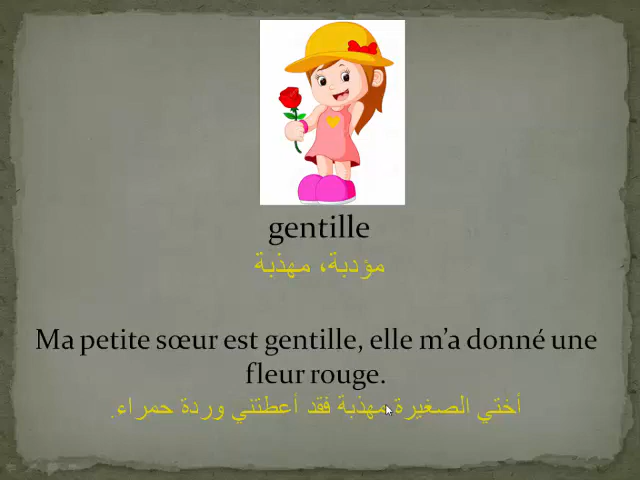 gentille
مؤدبة، مهذبة
Ma petite sœur est gentille, elle m'a donné une
fleur rouge.
أختي الصغيرة مهذبة فقد أعطتني وردة حمراء.